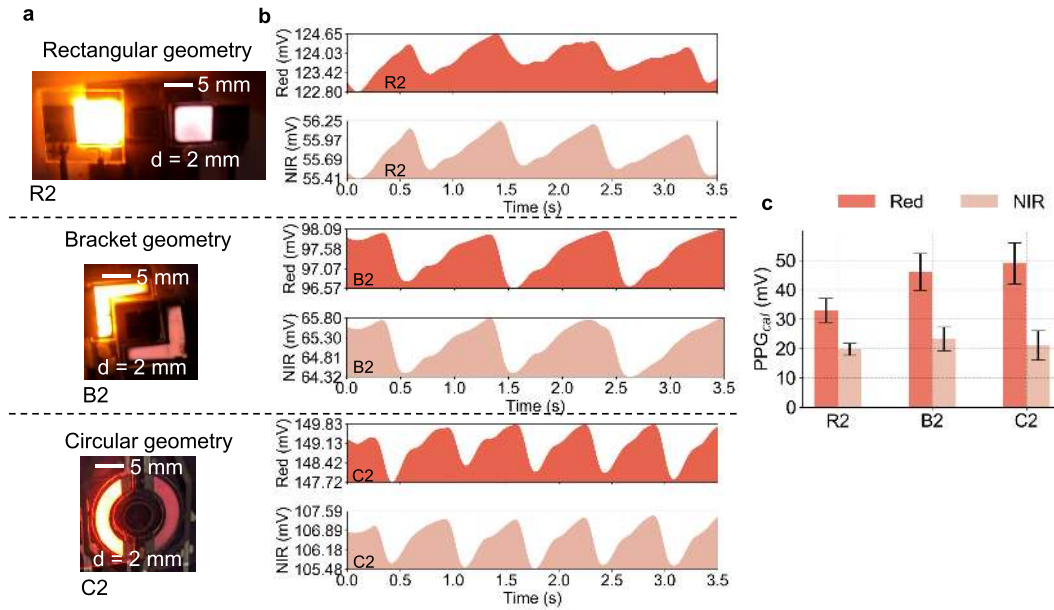 a
Rectangular geometry
5 mm
d = 2 mm
R2
Bracket geometry
5 mm
d = 2 mm
B2
Circular geometry
5 mm
d = 2 mm
C2
b
Red (mV)
124.65
124.03
123.42
122.80
R2
NIR (mV)
56.25
55.97
55.69
55.41
R2
0.0 0.5 1.0 1.5 2.0 2.5 3.0 3.5
Time (s)
Red (mV)
98.09
97.58
97.07
96.57
B2
NIR (mV)
65.80
65.30
64.81
64.32
B2
0.0 0.5 1.0 1.5 2.0 2.5 3.0 3.5
Time (s)
Red (mV)
149.83
149.13
148.42
147.72
C2
NIR (mV)
107.59
106.89
106.18
105.48
C2
0.0 0.5 1.0 1.5 2.0 2.5 3.0 3.5
Time (s)
c
Red NIR
PPGcal (mV)
50
40
30
20
10
0
R2 B2 C2